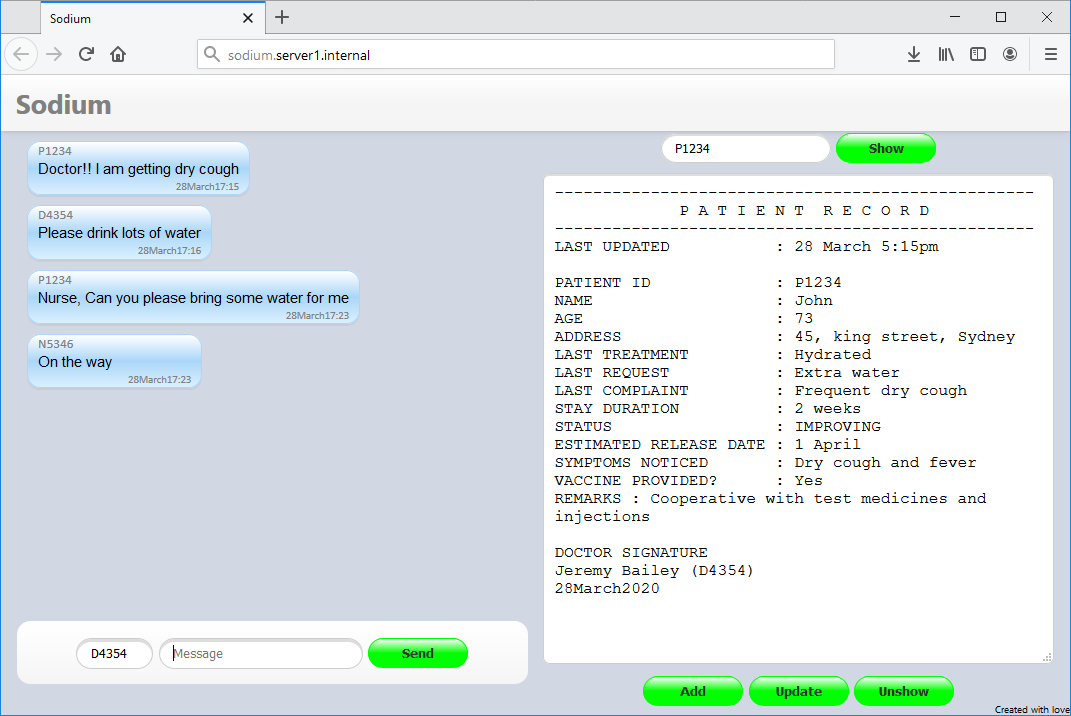 Sodium
sodium.server1.internal
Sodium
P1234
Doctor!! I am getting dry cough
28March17:15
D4354
Please drink lots of water
28March17:16
P1234
Nurse, Can you please bring some water for me
28March17:23
N5346
On the way
28March17:23
D4354 Message Send
P1234 Show
--------------------------------------------------
P A T I E N T  R E C O R D
--------------------------------------------------
LAST UPDATED : 28 March 5:15pm
PATIENT ID : P1234
NAME : John
AGE : 73
ADDRESS : 45, king street, Sydney
LAST TREATMENT : Hydrated
LAST REQUEST : Extra water
LAST COMPLAINT : Frequent dry cough
STAY DURATION : 2 weeks
STATUS : IMPROVING
ESTIMATED RELEASE DATE : 1 April
SYMPTOMS NOTICED : Dry cough and fever
VACCINE PROVIDED? : Yes
REMARKS : Cooperative with test medicines and
injections
DOCTOR SIGNATURE
Jeremy Bailey (D4354)
28March2020
Add Update Unshow
Created with love